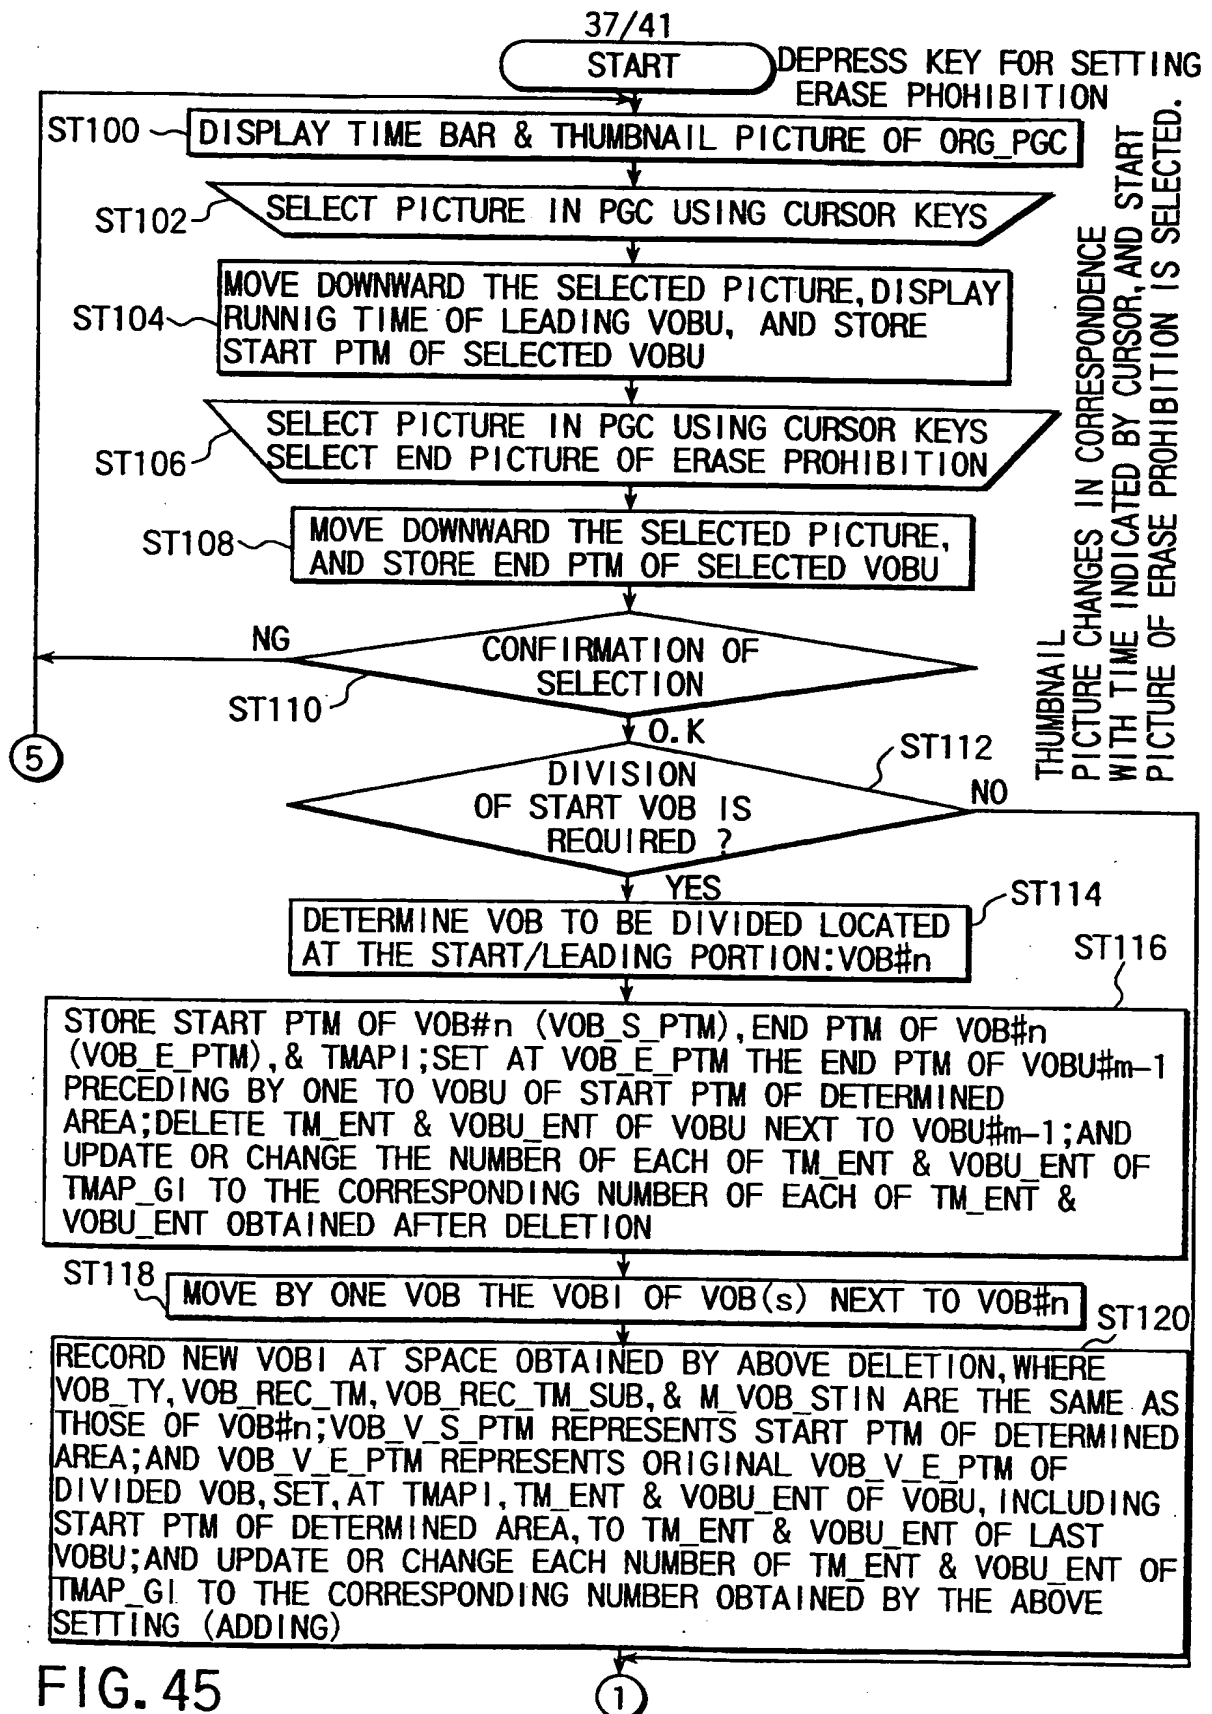 37/41
START
DEPRESS KEY FOR SETTING
ERASE PHOHIBITION
ST100
DISPLAY TIME BAR & THUMBNAIL PICTURE OF ORG_PGC
ST102
SELECT PICTURE IN PGC USING CURSOR KEYS
ST104
MOVE DOWNWARD THE SELECTED PICTURE, DISPLAY
RUNNIG TIME OF LEADING VOBU, AND STORE
START PTM OF SELECTED VOBU
ST106
SELECT PICTURE IN PGC USING CURSOR KEYS
SELECT END PICTURE OF ERASE PROHIBITION
ST108
MOVE DOWNWARD THE SELECTED PICTURE,
AND STORE END PTM OF SELECTED VOBU
THUMBNAIL
PICTURE CHANGES IN CORRESPONDENCE
WITH TIME INDICATED BY CURSOR, AND START
PICTURE OF ERASE PROHIBITION IS SELECTED.
NG
CONFIRMATION OF
SELECTION
ST110
O.K
5
ST112
DIVISION
OF START VOB IS
REQUIRED ?
NO
YES
ST114
DETERMINE VOB TO BE DIVIDED LOCATED
AT THE START/LEADING PORTION:VOB#n
ST116
STORE START PTM OF VOB#n (VOB_S_PTM), END PTM OF VOB#n
(VOB_E_PTM), & TMAPI;SET AT VOB_E_PTM THE END PTM OF VOBU#m-1
PRECEDING BY ONE TO VOBU OF START PTM OF DETERMINED
AREA;DELETE TM_ENT & VOBU_ENT OF VOBU NEXT TO VOBU#m-1;AND
UPDATE OR CHANGE THE NUMBER OF EACH OF TM_ENT & VOBU_ENT OF
TMAP_GI TO THE CORRESPONDING NUMBER OF EACH OF TM_ENT &
VOBU_ENT OBTAINED AFTER DELETION
ST118
MOVE BY ONE VOB THE VOBI OF VOB(s) NEXT TO VOB#n
ST120
RECORD NEW VOBI AT SPACE OBTAINED BY ABOVE DELETION, WHERE
VOB_TY, VOB_REC_TM, VOB_REC_TM_SUB, & M_VOB_STIN ARE THE SAME AS
THOSE OF VOB#n;VOB_V_S_PTM REPRESENTS START PTM OF DETERMINED
AREA;AND VOB_V_E_PTM REPRESENTS ORIGINAL VOB_V_E_PTM OF
DIVIDED VOB, SET, AT TMAPI, TM_ENT & VOBU_ENT OF VOBU, INCLUDING
START PTM OF DETERMINED AREA, TO TM_ENT & VOBU_ENT OF LAST
VOBU;AND UPDATE OR CHANGE EACH NUMBER OF TM_ENT & VOBU_ENT OF
TMAP_GI TO THE CORRESPONDING NUMBER OBTAINED BY THE ABOVE
SETTING (ADDING)
FIG. 45
1